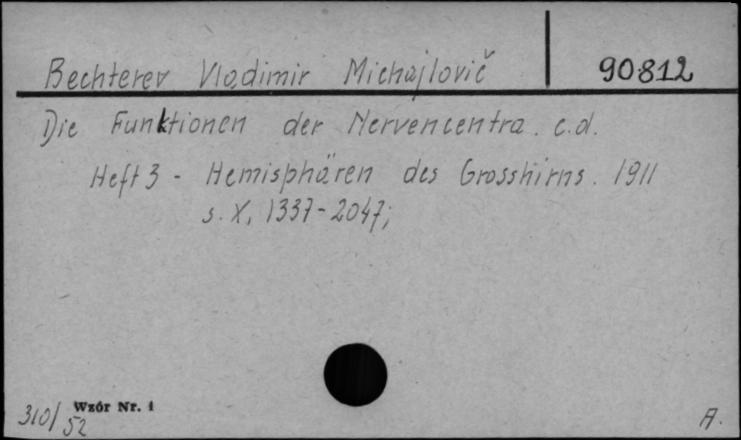 Bechterev Vladimir Michajlovič 90812
Die Funktionen der Nervencentra. c.d.
Heft 3 - Hemisphären des Grosshirns. 1911
s. X, 1337-2047;
310/52 Wzór Nr. 1
A.